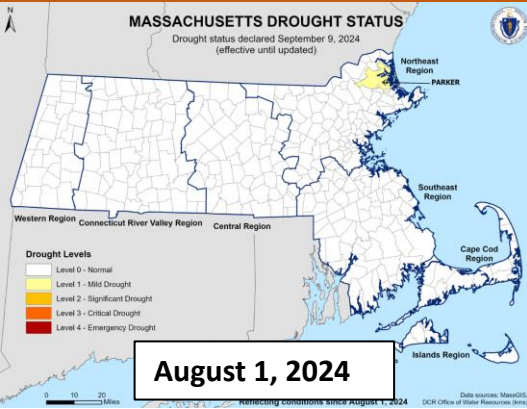 MASSACHUSETTS DROUGHT STATUS
Drought status declared September 9, 2024
(effective until updated)
N
Northeast
Region
PARKER
Southeast
Region
Western Region
Connecticut River Valley Region
Central Region
Cape Cod
Region
Drought Levels
Level 0 - Normal
Level 1 - Mild Drought
Level 2 - Significant Drought
Level 3 - Critical Drought
Level 4 - Emergency Drought
Islands Region
August 1, 2024
0 10 20
Miles
Reflecting conditions since August 1, 2024
Data sources: MassGIS,
DCR Office of Water Resources